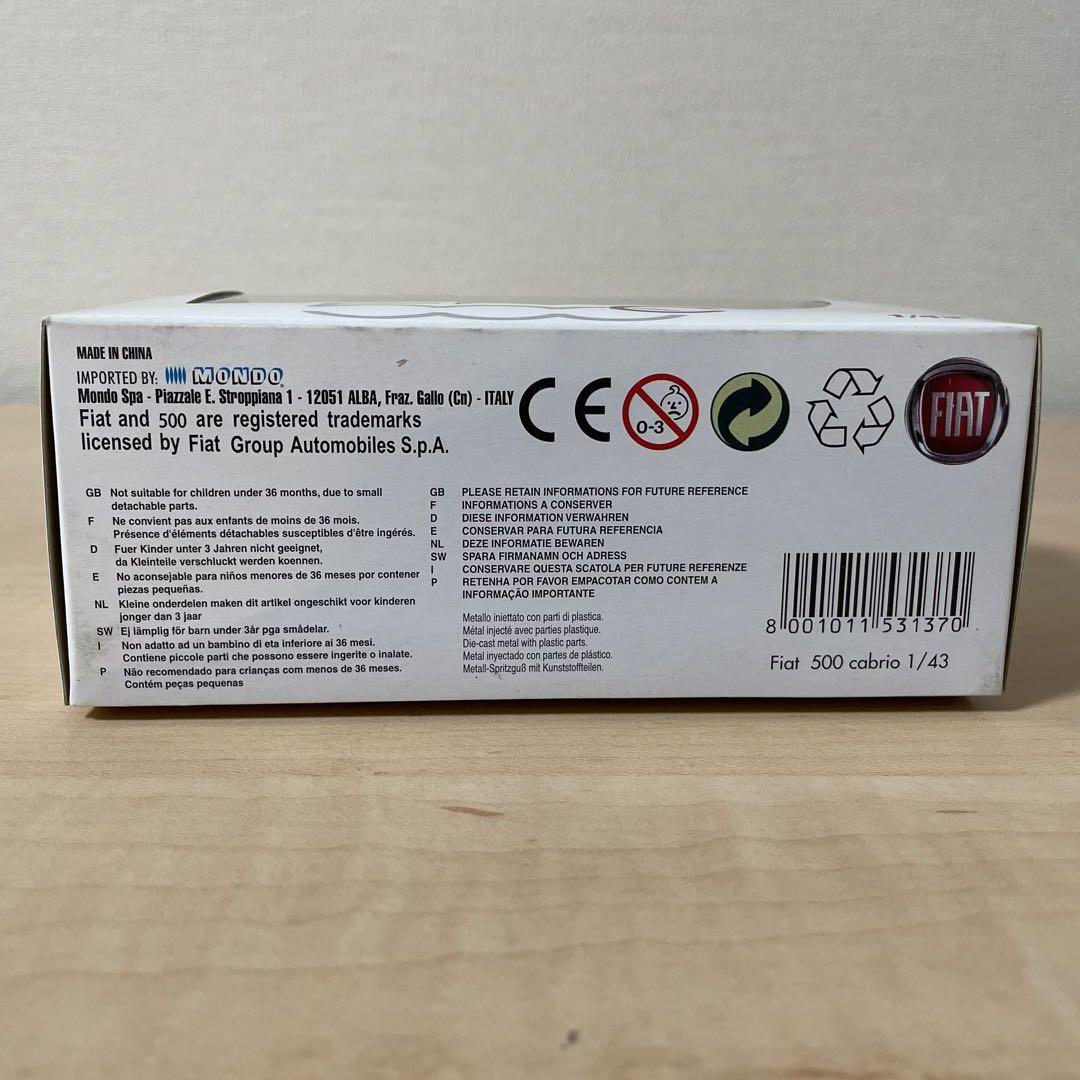 1/43
MADE IN CHINA
IMPORTED BY: MONDO
Mondo Spa - Piazzale E. Stroppiana 1 - 12051 ALBA, Fraz. Gallo (Cn) - ITALY
Fiat and 500 are registered trademarks
licensed by Fiat Group Automobiles S.p.A.
CE
0-3
FIAT
GB Not suitable for children under 36 months, due to small
detachable parts.
F Ne convient pas aux enfants de moins de 36 mois.
Présence d'éléments détachables susceptibles d'être ingérés.
D Fuer Kinder unter 3 Jahren nicht geeignet,
da Kleinteile verschluckt werden koennen.
E No aconsejable para niños menores de 36 meses por contener
piezas pequeñas.
NL Kleine onderdelen maken dit artikel ongeschikt voor kinderen
jonger dan 3 jaar
SW Ej lämplig för barn under 3år pga smådelar.
I Non adatto ad un bambino di eta inferiore ai 36 mesi.
Contiene piccole parti che possono essere ingerite o inalate.
P Não recomendado para crianças com menos de 36 meses.
Contém peças pequenas
GB PLEASE RETAIN INFORMATIONS FOR FUTURE REFERENCE
F INFORMATIONS A CONSERVER
D DIESE INFORMATION VERWAHREN
E CONSERVAR PARA FUTURA REFERENCIA
NL DEZE INFORMATIE BEWAREN
SW SPARA FIRMANAMN OCH ADRESS
I CONSERVARE QUESTA SCATOLA PER FUTURE REFERENZE
P RETENHA POR FAVOR EMPACOTAR COMO CONTEM A
INFORMAÇÃO IMPORTANTE
Metallo iniettato con parti di plastica.
Métal injecté avec parties plastique.
Die-cast metal with plastic parts.
Metal inyectado con partes de plástico.
Metall-Spritzguß mit Kunststoffteilen.
8 001011 531370
Fiat 500 cabrio 1/43